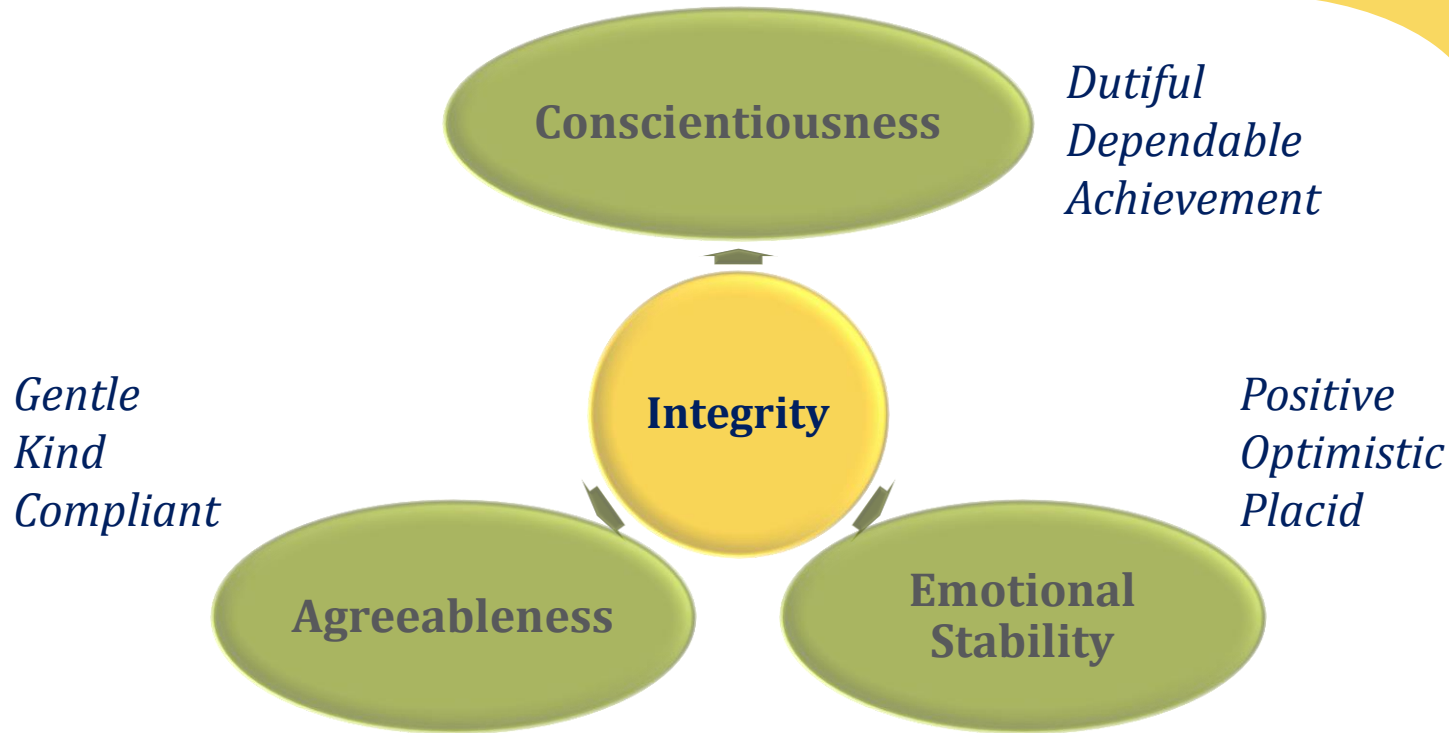 Conscientiousness
Dutiful
Dependable
Achievement
Integrity
Gentle
Kind
Compliant
Positive
Optimistic
Placid
Agreeableness
Emotional
Stability